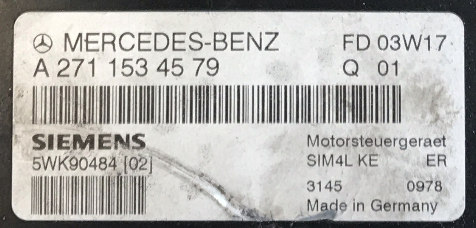 MERCEDES-BENZ FD 03W17
A 271 153 45 79 Q 01
SIEMENS Motorsteuergeraet
5WK90484 [02] SIM4L KE ER
3145 0978
Made in Germany